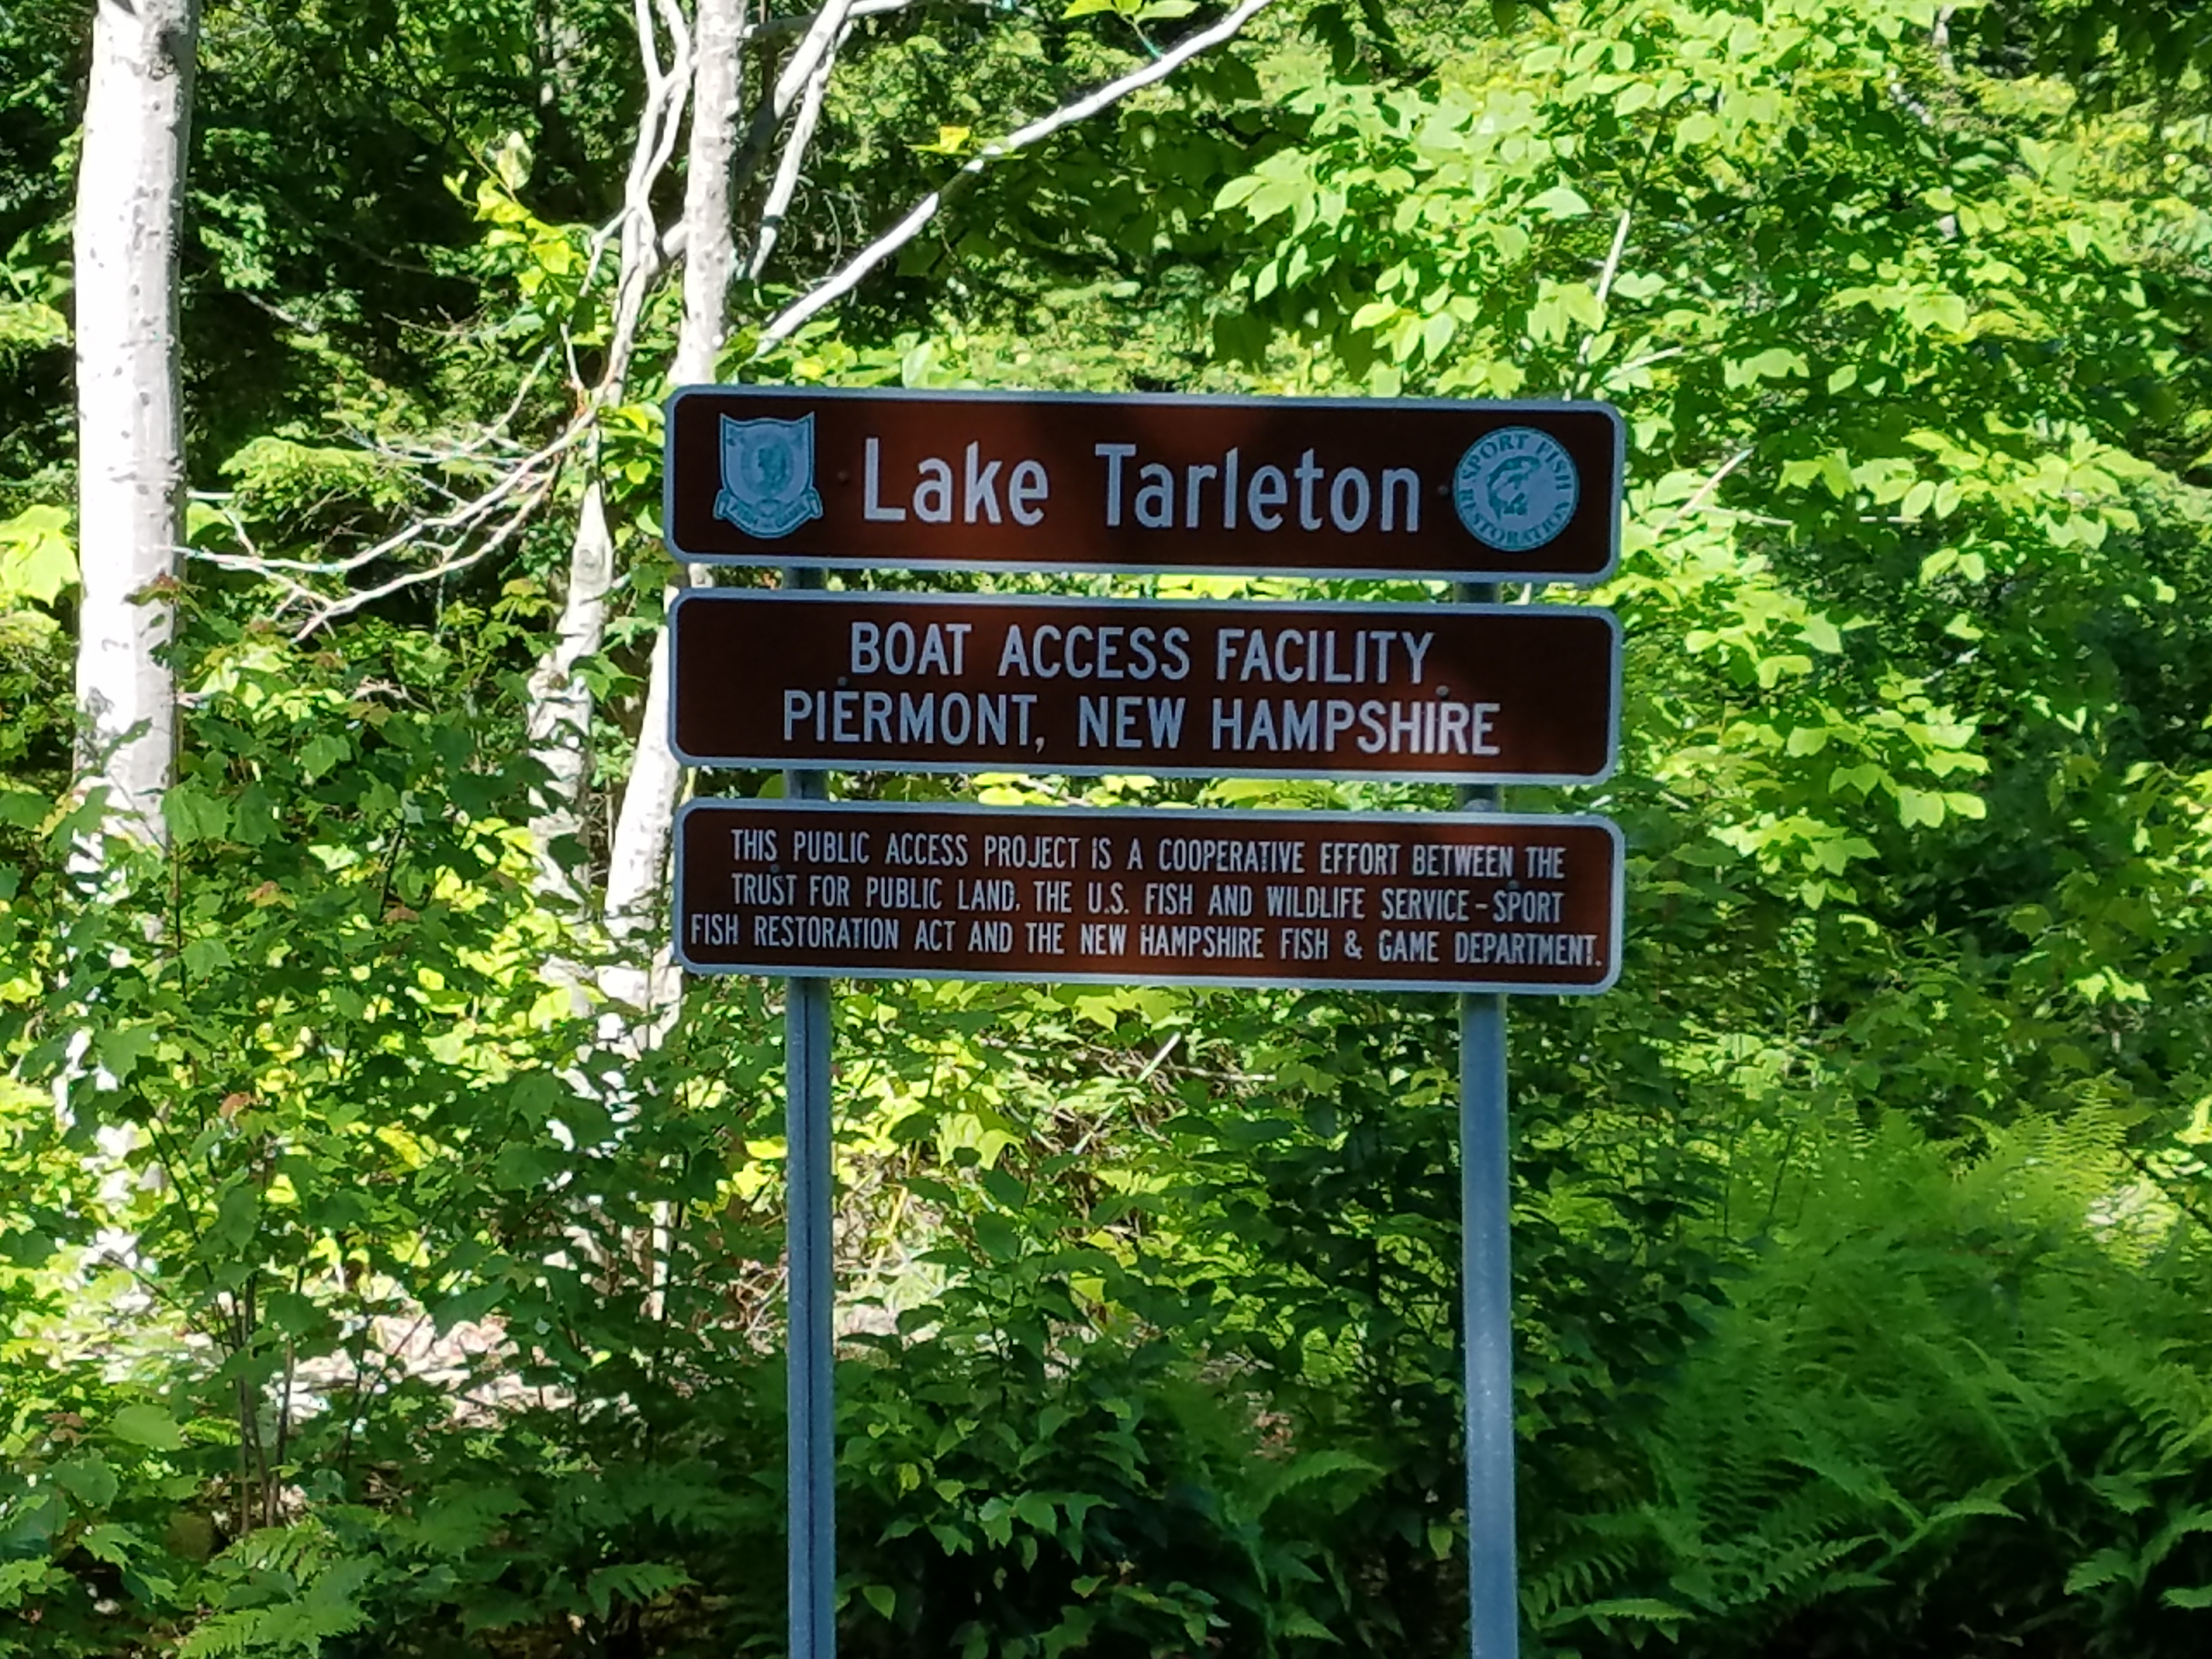 Lake Tarleton
SPORT FISH
RESTORATION
BOAT ACCESS FACILITY
PIERMONT, NEW HAMPSHIRE
THIS PUBLIC ACCESS PROJECT IS A COOPERATIVE EFFORT BETWEEN THE
TRUST FOR PUBLIC LAND, THE U.S. FISH AND WILDLIFE SERVICE-SPORT
FISH RESTORATION ACT AND THE NEW HAMPSHIRE FISH & GAME DEPARTMENT.